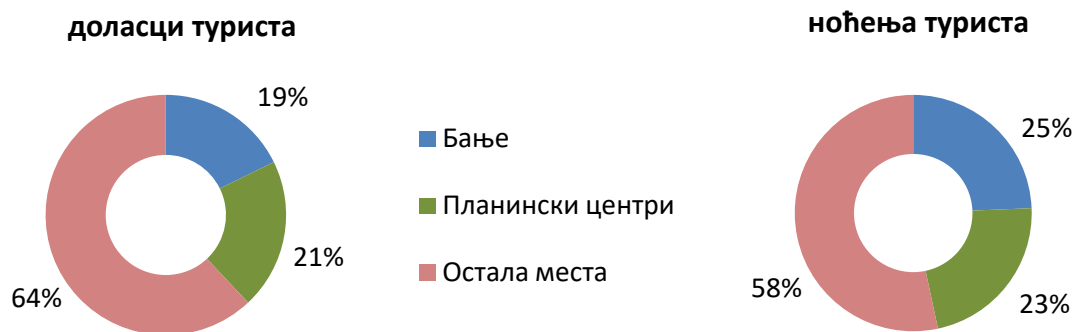 доласци туриста
19%
21%
64%
Бање
Планински центри
Остала места
ноћења туриста
25%
23%
58%